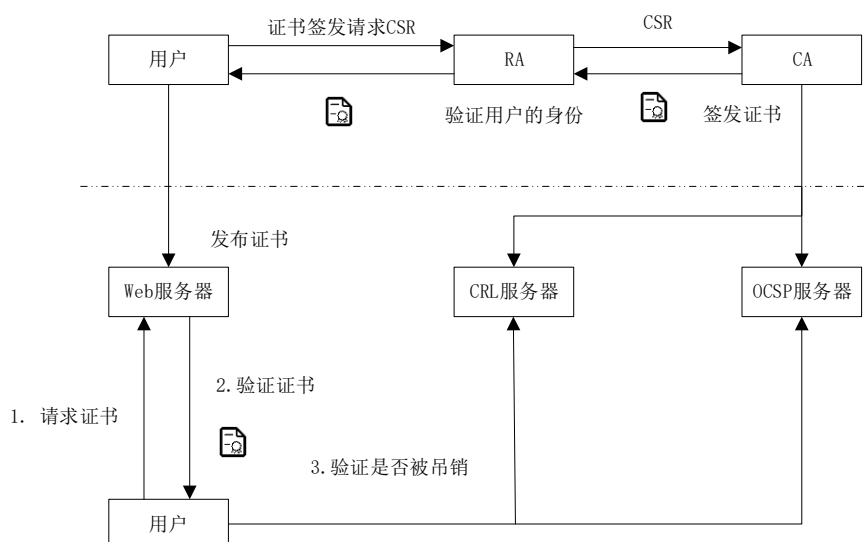 证书签发请求CSR
CSR
用户
RA
CA
验证用户的身份
签发证书
发布证书
Web服务器
CRL服务器
OCSP服务器
2.验证证书
1. 请求证书
3.验证是否被吊销
用户